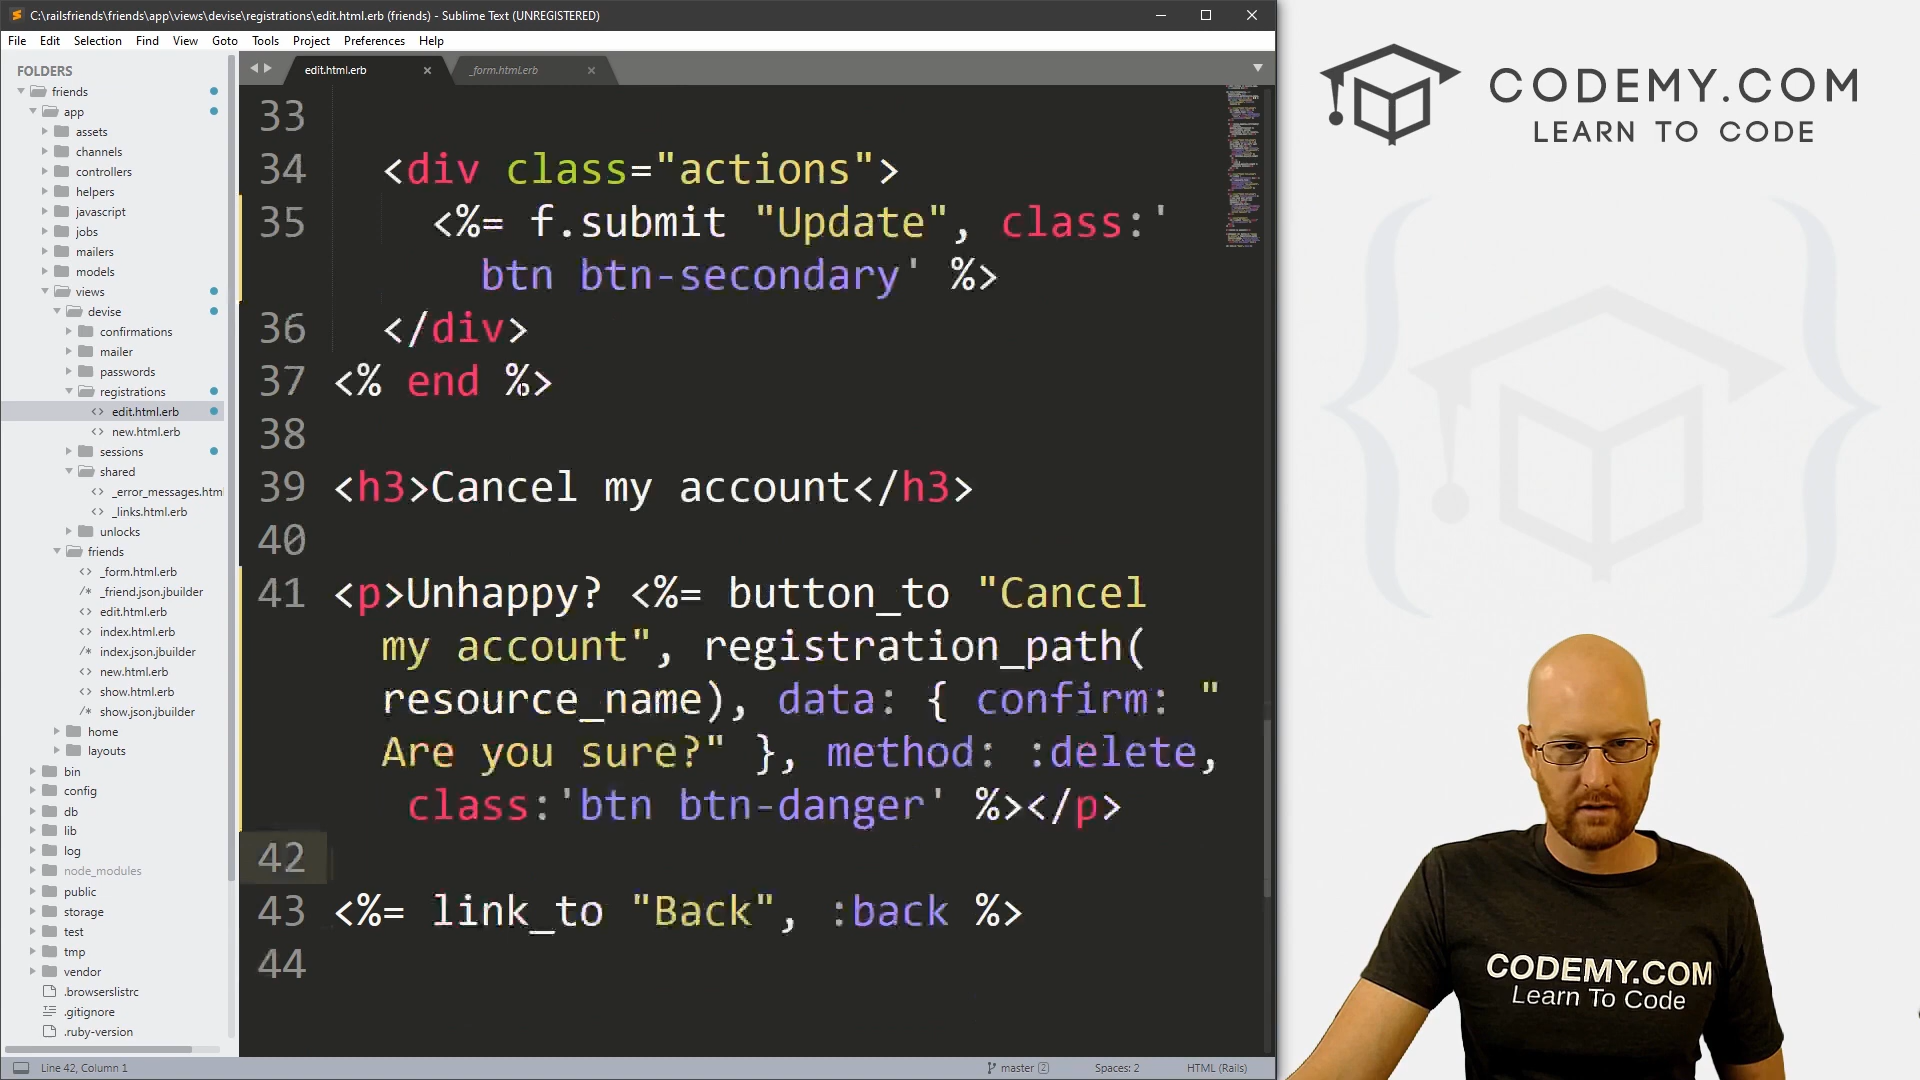 C:\railsfriends\friends\app\views\devise\registrations\edit.html.erb (friends) - Sublime Text (UNREGISTERED)
File Edit Selection Find View Goto Tools Project Preferences Help
FOLDERS
friends
app
assets
channels
controllers
helpers
javascript
jobs
mailers
models
views
devise
confirmations
mailer
passwords
registrations
edit.html.erb
new.html.erb
sessions
shared
_error_messages.htm
_links.html.erb
unlocks
friends
_form.html.erb
_friend.json.jbuilder
edit.html.erb
index.html.erb
index.json.jbuilder
new.html.erb
show.html.erb
show.json.jbuilder
home
layouts
bin
config
db
lib
log
node_modules
public
storage
test
tmp
vendor
.browserslistrc
.gitignore
.ruby-version
edit.html.erb
_form.html.erb
33
34 <div class="actions">
35 <%= f.submit "Update", class:'
btn btn-secondary' %>
36 </div>
37 <% end %>
38
39 <h3>Cancel my account</h3>
40
41 <p>Unhappy? <%= button_to "Cancel
my account", registration_path(
resource_name), data: { confirm: "
Are you sure?" }, method: :delete,
class:'btn btn-danger' %></p>
42
43 <%= link_to "Back", :back %>
44
Line 42, Column 1
master 2
Spaces: 2
HTML (Rails)
CODEMY.COM
LEARN TO CODE
CODEMY.COM
Learn To Code